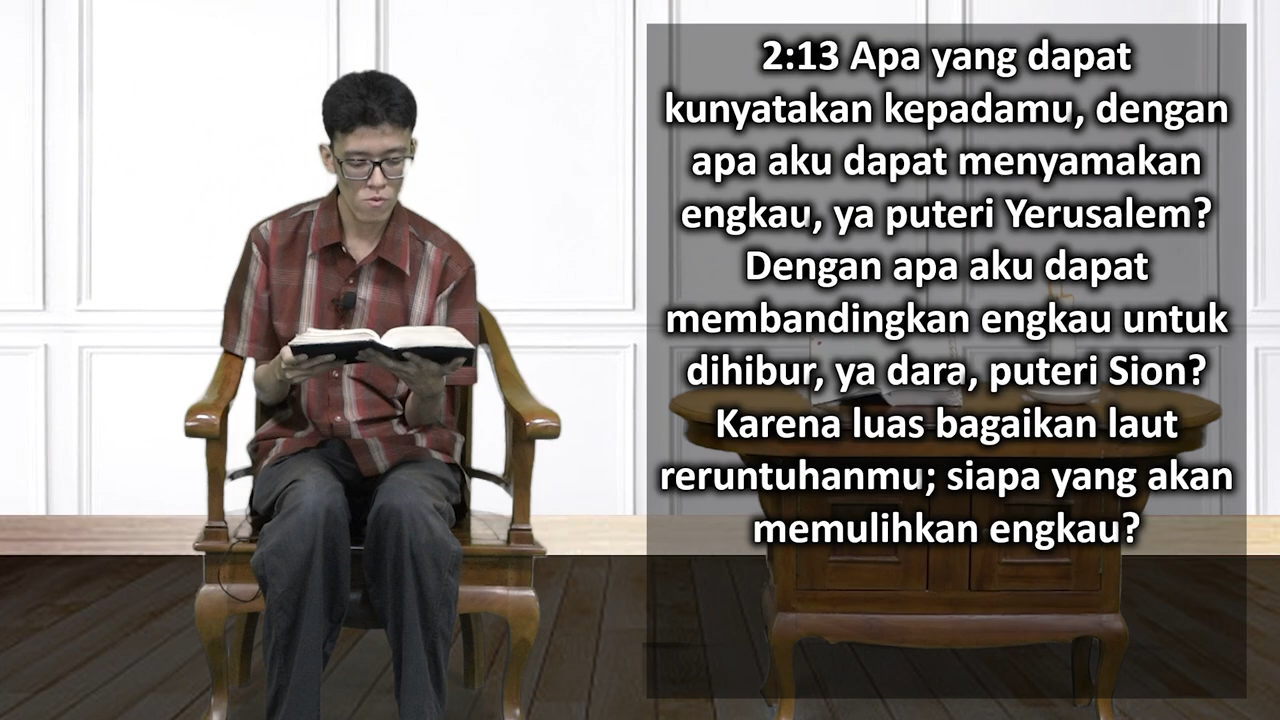 2:13 Apa yang dapat
kunyatakan kepadamu, dengan
apa aku dapat menyamakan
engkau, ya puteri Yerusalem?
Dengan apa aku dapat
membandingkan engkau untuk
dihibur, ya dara, puteri Sion?
Karena luas bagaikan laut
reruntuhanmu; siapa yang akan
memulihkan engkau?